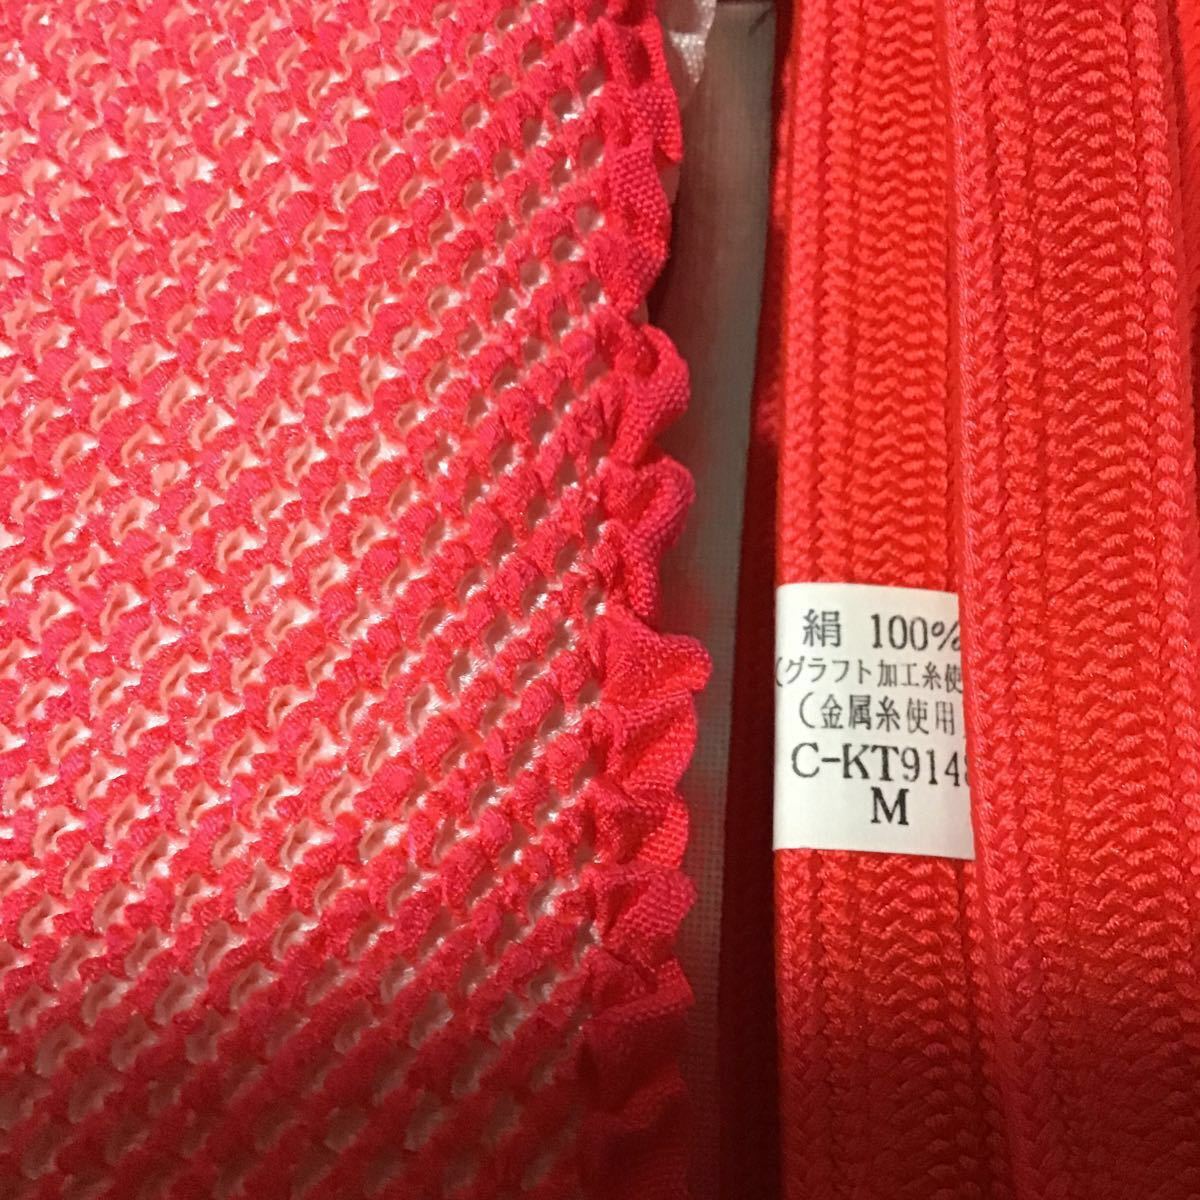 絹 100%
(グラフト加工糸使
(金属糸使用
C-KT914
M